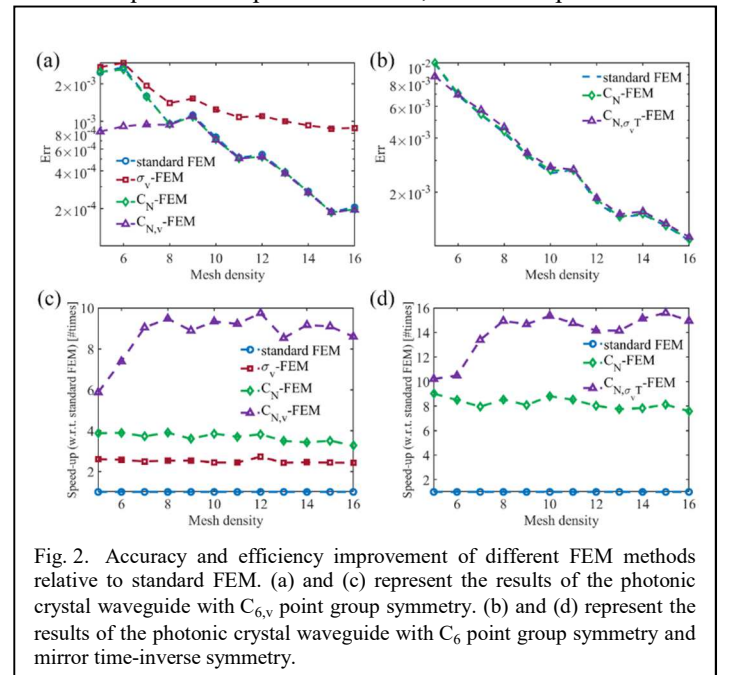 (a)
2×10⁻³
10⁻³
8×10⁻⁴
6×10⁻⁴
4×10⁻⁴
2×10⁻⁴
Err
standard FEM
σᵥ-FEM
C_N-FEM
C_N,v-FEM
6 8 10 12 14 16
Mesh density
(b)
10⁻²
8×10⁻³
6×10⁻³
4×10⁻³
2×10⁻³
Err
standard FEM
C_N-FEM
C_N,σᵥT-FEM
6 8 10 12 14 16
Mesh density
(c)
10
8
6
4
2
Speed-up (w.r.t. standard FEM) [#times]
standard FEM
σᵥ-FEM
C_N-FEM
C_N,v-FEM
6 8 10 12 14 16
Mesh density
(d)
16
14
12
10
8
6
4
2
Speed-up (w.r.t. standard FEM) [#times]
standard FEM
C_N-FEM
C_N,σᵥT-FEM
6 8 10 12 14 16
Mesh density
Fig. 2. Accuracy and efficiency improvement of different FEM methods
relative to standard FEM. (a) and (c) represent the results of the photonic
crystal waveguide with C₆,ᵥ point group symmetry. (b) and (d) represent the
results of the photonic crystal waveguide with C₆ point group symmetry and
mirror time-inverse symmetry.